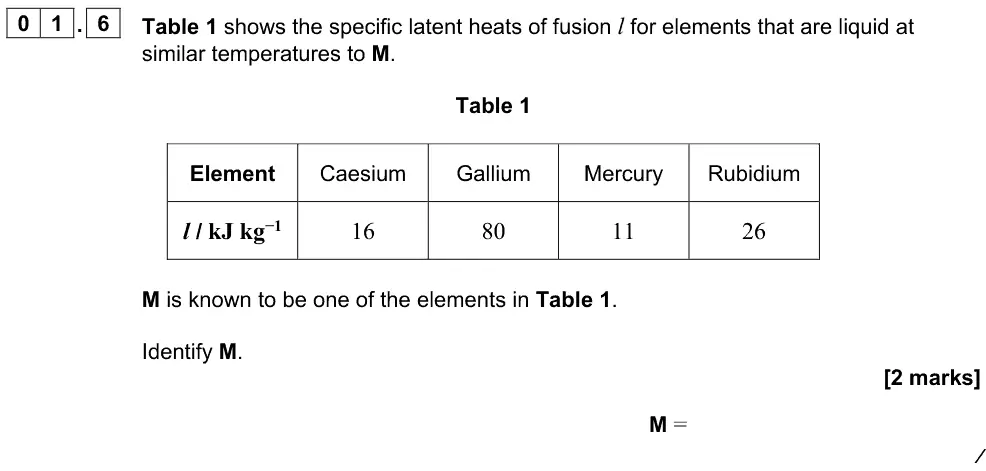 0 1 . 6 Table 1 shows the specific latent heats of fusion l for elements that are liquid at
similar temperatures to M.
Table 1
Element Caesium Gallium Mercury Rubidium
l / kJ kg⁻¹ 16 80 11 26
M is known to be one of the elements in Table 1.
Identify M.
[2 marks]
M =